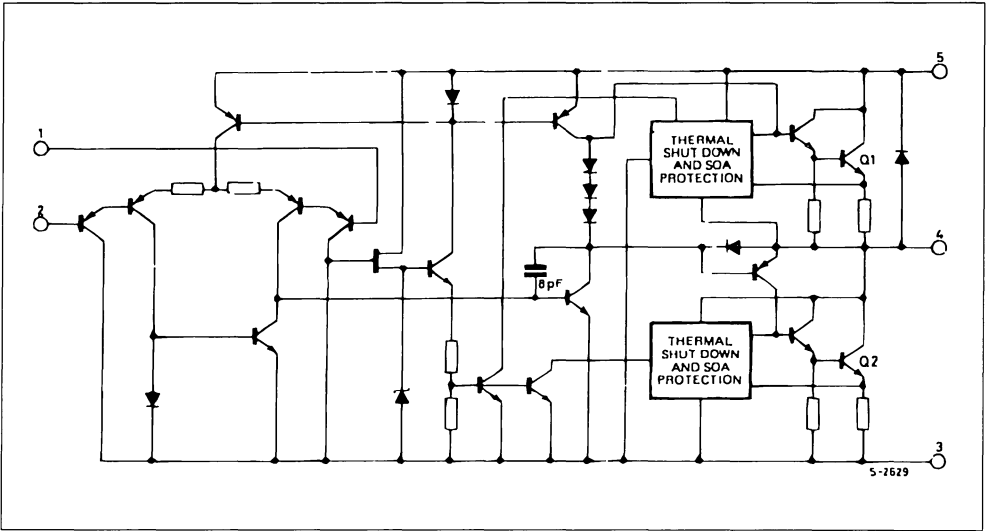 5
1
THERMAL
SHUT DOWN
AND SOA
PROTECTION
Q1
2
4
8pF
THERMAL
SHUT DOWN
AND SOA
PROTECTION
Q2
3
S-2629